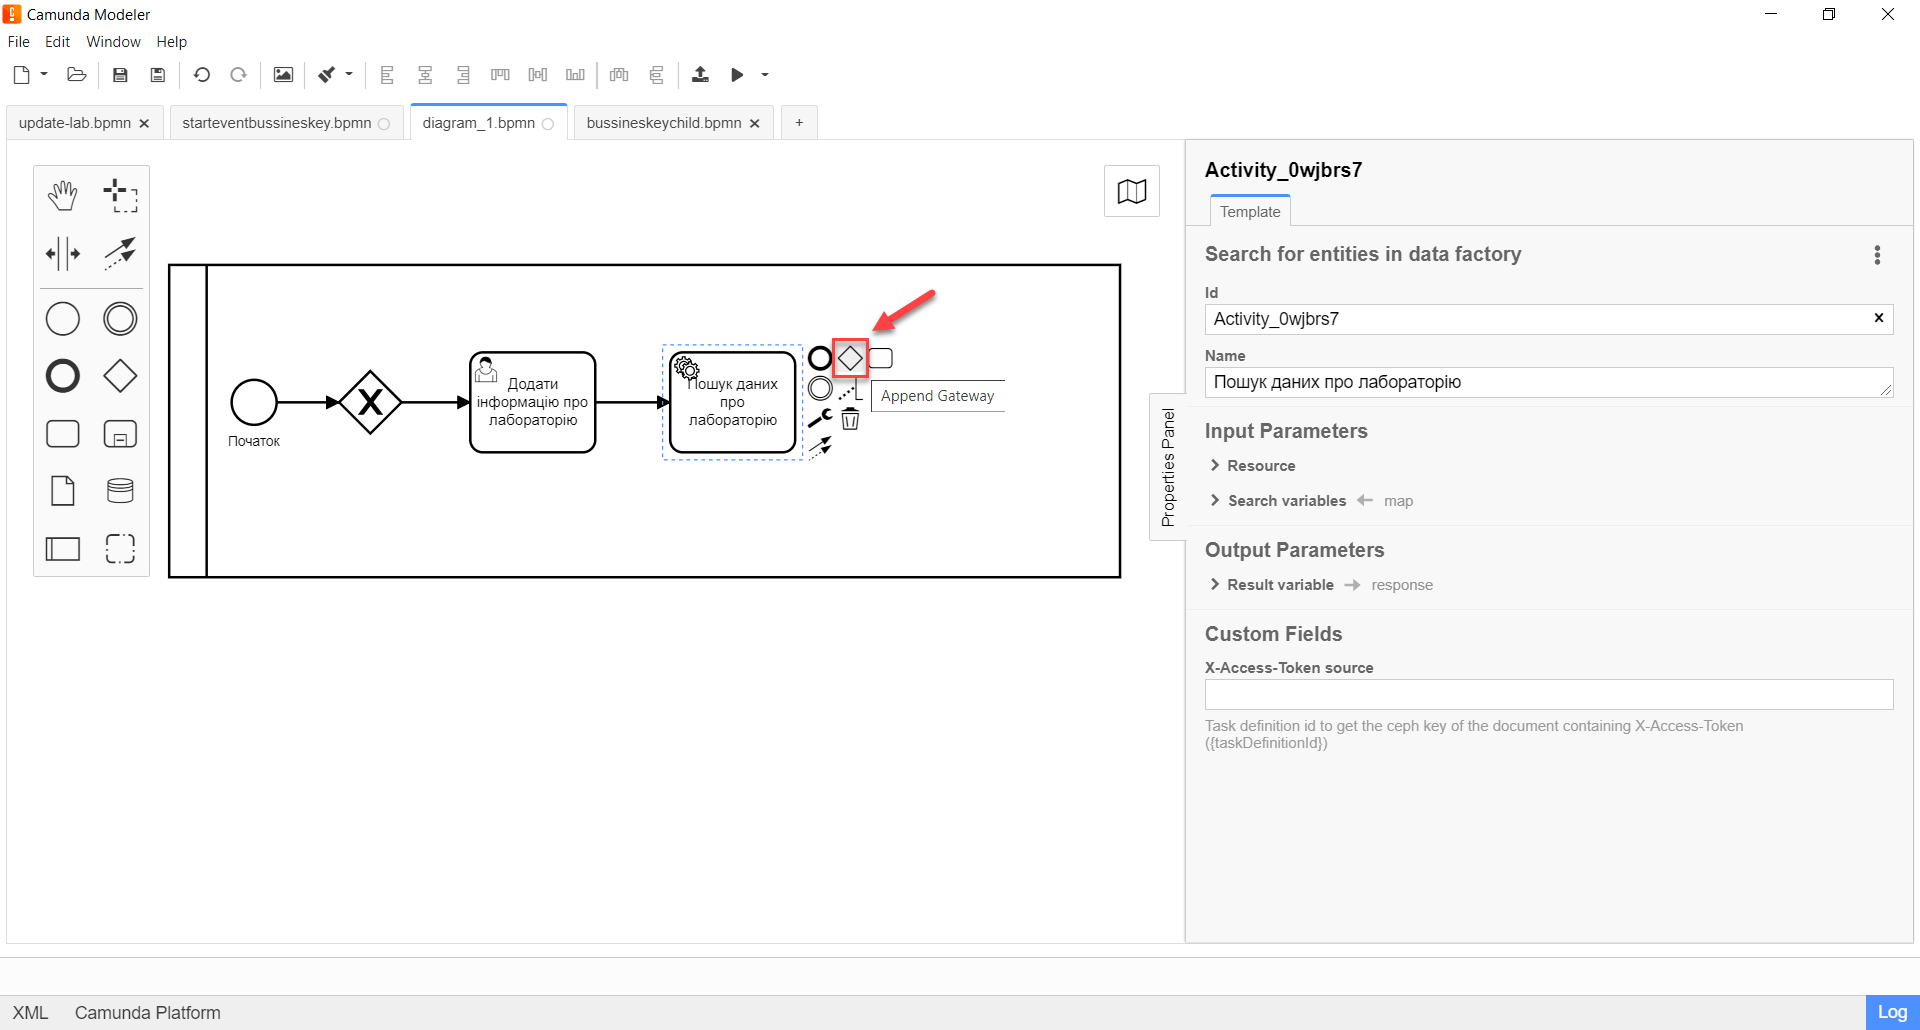 Camunda Modeler
File Edit Window Help
update-lab.bpmn
starteventbussineskey.bpmn
diagram_1.bpmn
bussineskeychild.bpmn
+
Початок
Додати
інформацію про
лабораторію
Пошук даних
про
лабораторію
Append Gateway
Properties Panel
Activity_0wjbrs7
Template
Search for entities in data factory
Id
Activity_0wjbrs7
Name
Пошук даних про лабораторію
Input Parameters
Resource
Search variables ← map
Output Parameters
Result variable → response
Custom Fields
X-Access-Token source
Task definition id to get the ceph key of the document containing X-Access-Token
({taskDefinitionId})
XML Camunda Platform
Log